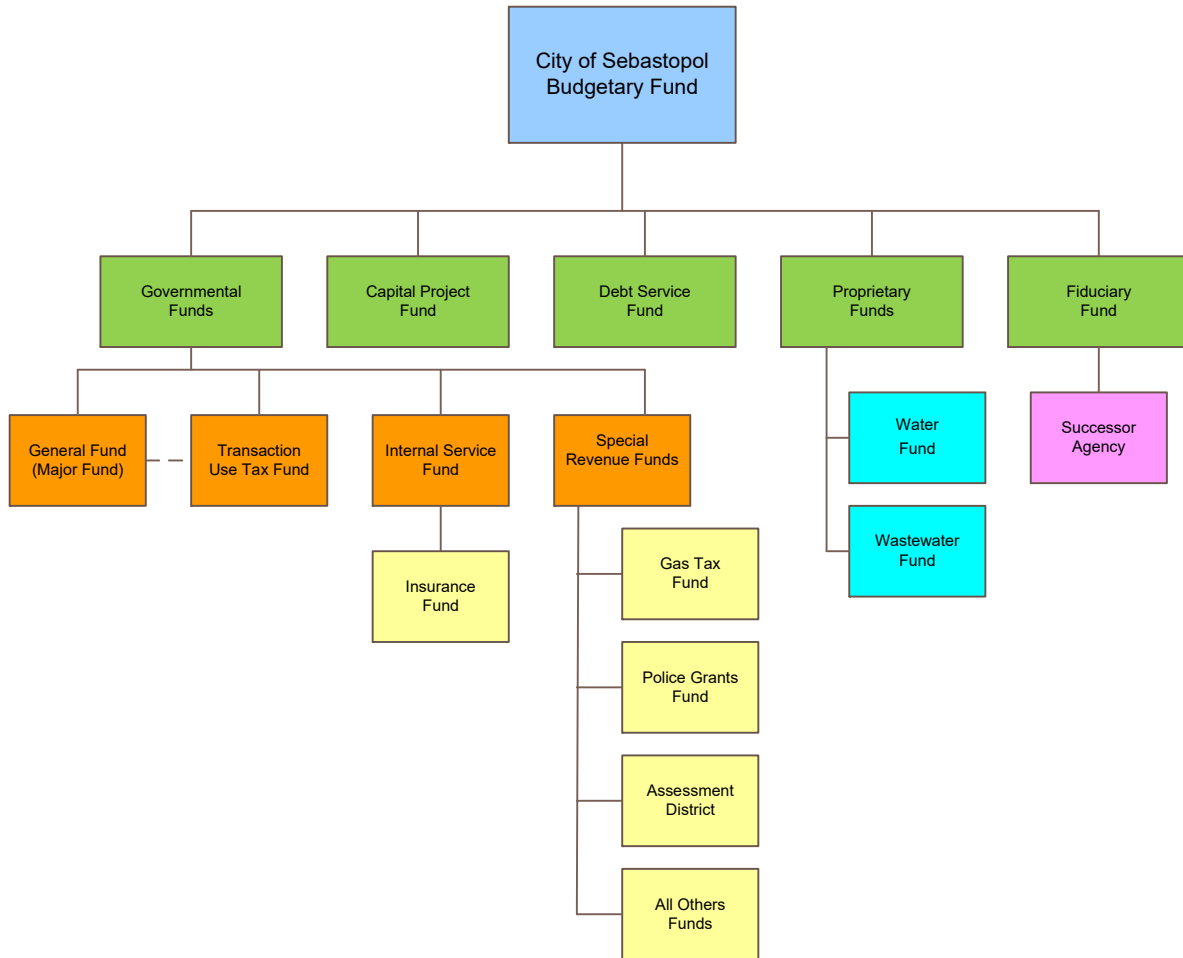 City of Sebastopol
Budgetary Fund
Governmental
Funds
Capital Project
Fund
Debt Service
Fund
Proprietary
Funds
Fiduciary
Fund
General Fund
(Major Fund)
Transaction
Use Tax Fund
Internal Service
Fund
Special
Revenue Funds
Water
Fund
Successor
Agency
Wastewater
Fund
Insurance
Fund
Gas Tax
Fund
Police Grants
Fund
Assessment
District
All Others
Funds